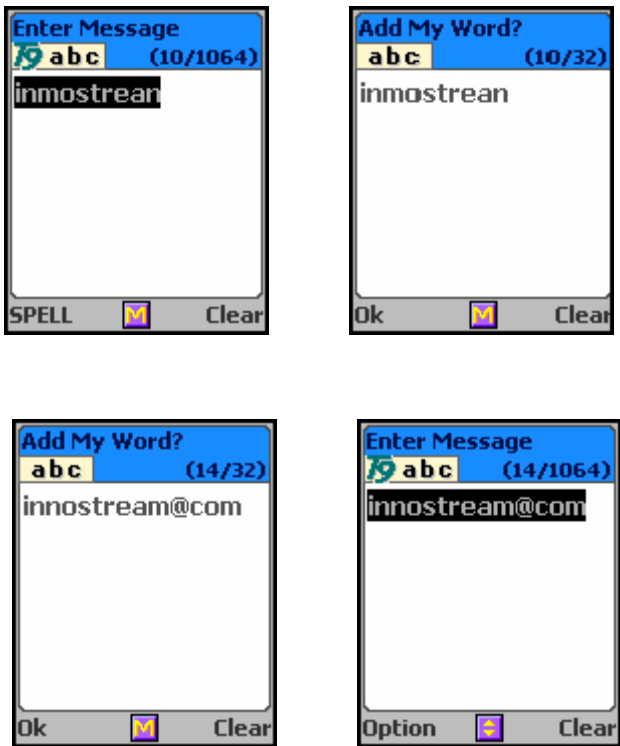 Enter Message
T9 abc (10/1064)
inmostrean
SPELL M Clear
Add My Word?
abc (10/32)
inmostrean
Ok M Clear
Add My Word?
abc (14/32)
innostream@com
Ok M Clear
Enter Message
T9 abc (14/1064)
innostream@com
Option Clear